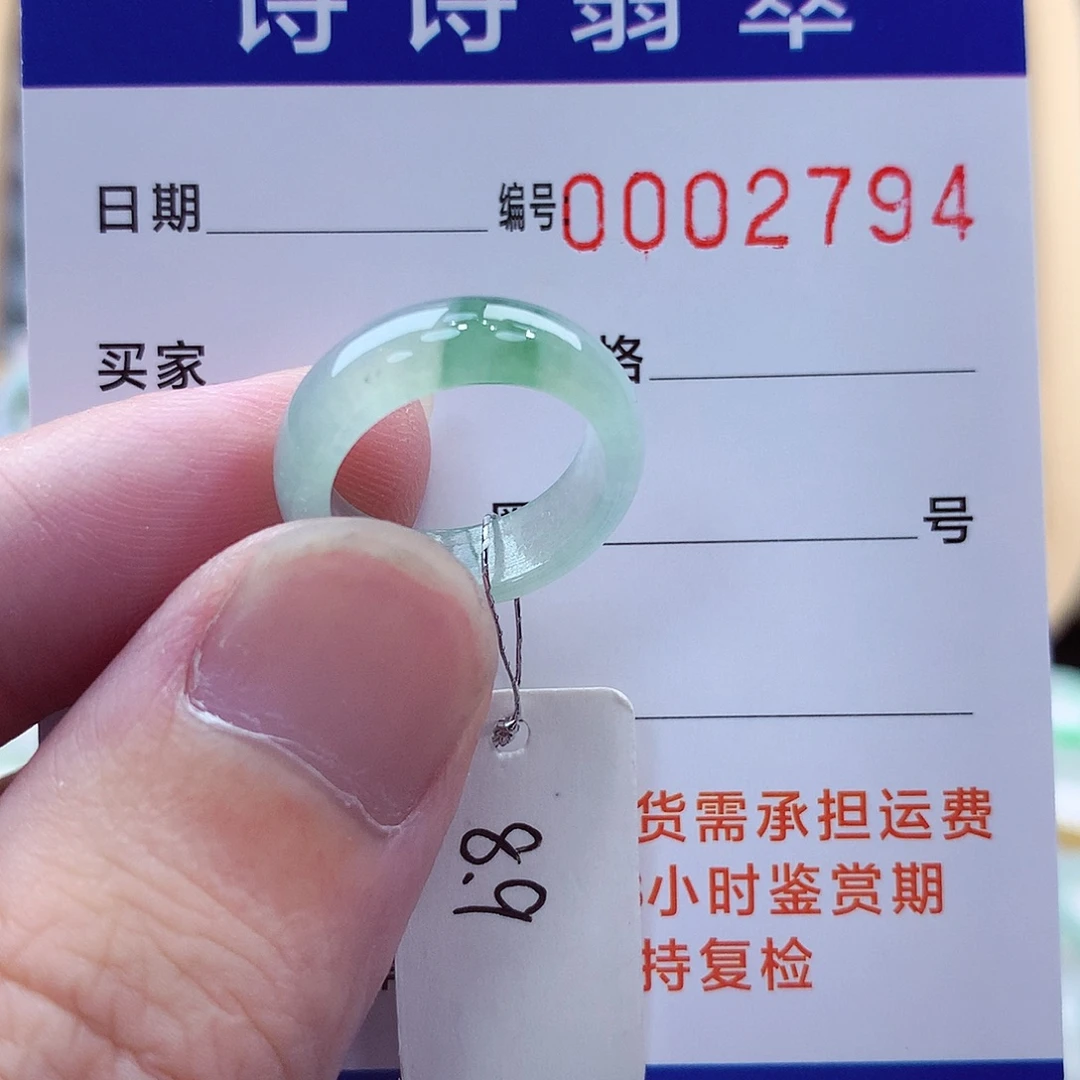 诗诗翡翠
日期 编号0002794
买家 格
号
货需承担运费
小时鉴赏期
持复检
8.9